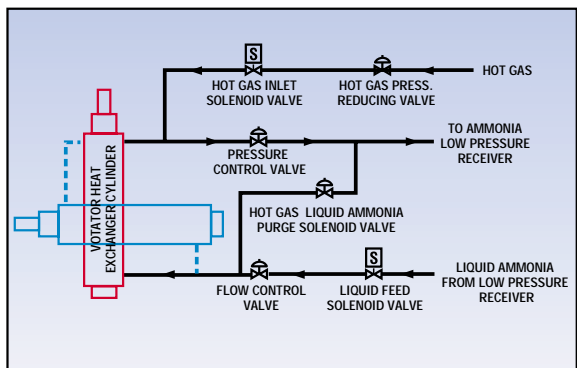 S
HOT GAS INLET
SOLENOID VALVE
HOT GAS PRESS.
REDUCING VALVE
HOT GAS
PRESSURE
CONTROL VALVE
TO AMMONIA
LOW PRESSURE
RECEIVER
VOTATOR HEAT
EXCHANGER CYLINDER
HOT GAS LIQUID AMMONIA
PURGE SOLENOID VALVE
S
FLOW CONTROL
VALVE
LIQUID FEED
SOLENOID VALVE
LIQUID AMMONIA
FROM LOW PRESSURE
RECEIVER